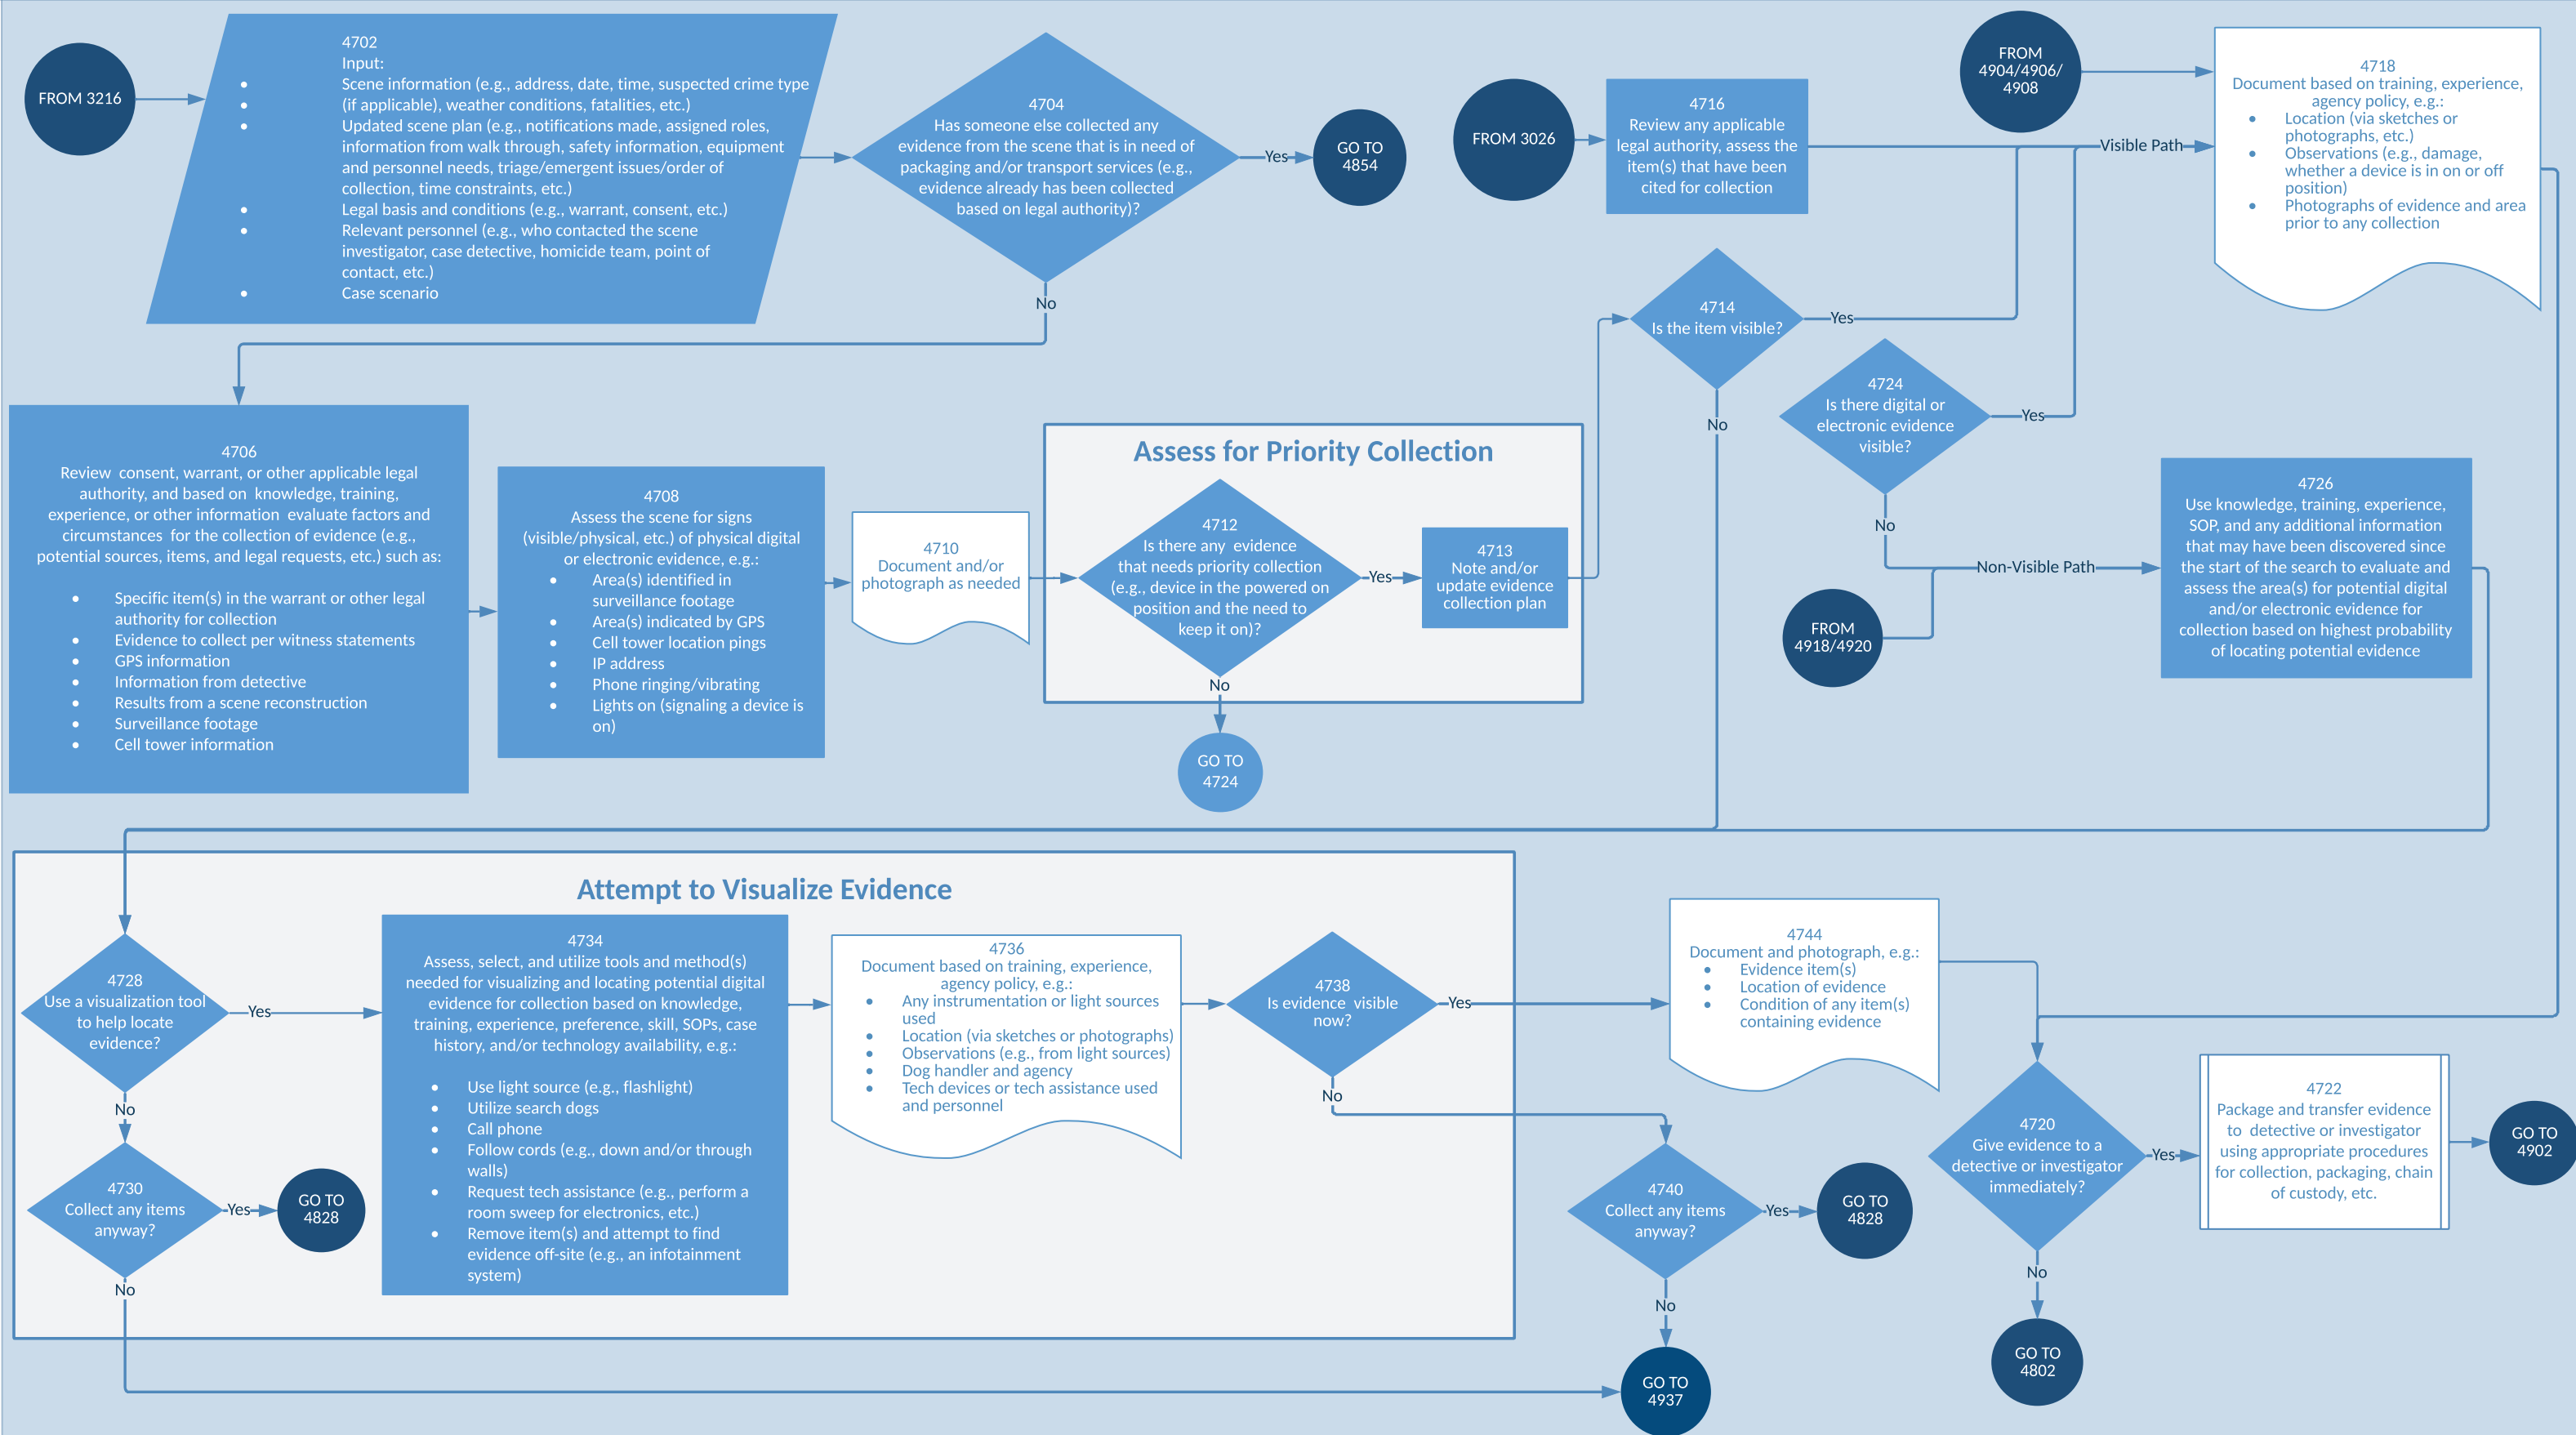 FROM 3216
4702
Input:
• Scene information (e.g., address, date, time, suspected crime type
• (if applicable), weather conditions, fatalities, etc.)
• Updated scene plan (e.g., notifications made, assigned roles,
information from walk through, safety information, equipment
and personnel needs, triage/emergent issues/order of
collection, time constraints, etc.)
• Legal basis and conditions (e.g., warrant, consent, etc.)
• Relevant personnel (e.g., who contacted the scene
investigator, case detective, homicide team, point of
contact, etc.)
• Case scenario
4704
Has someone else collected any
evidence from the scene that is in need of
packaging and/or transport services (e.g.,
evidence already has been collected
based on legal authority)?
Yes
GO TO
4854
No
FROM 3026
4716
Review any applicable
legal authority, assess the
item(s) that have been
cited for collection
FROM
4904/4906/
4908
Visible Path
4718
Document based on training, experience,
agency policy, e.g.:
• Location (via sketches or
photographs, etc.)
• Observations (e.g., damage,
whether a device is in on or off
position)
• Photographs of evidence and area
prior to any collection
4706
Review consent, warrant, or other applicable legal
authority, and based on knowledge, training,
experience, or other information evaluate factors and
circumstances for the collection of evidence (e.g.,
potential sources, items, and legal requests, etc.) such as:
• Specific item(s) in the warrant or other legal
authority for collection
• Evidence to collect per witness statements
• GPS information
• Information from detective
• Results from a scene reconstruction
• Surveillance footage
• Cell tower information
4708
Assess the scene for signs
(visible/physical, etc.) of physical digital
or electronic evidence, e.g.:
• Area(s) identified in
surveillance footage
• Area(s) indicated by GPS
• Cell tower location pings
• IP address
• Phone ringing/vibrating
• Lights on (signaling a device is
on)
4710
Document and/or
photograph as needed
Assess for Priority Collection
4712
Is there any evidence
that needs priority collection
(e.g., device in the powered on
position and the need to
keep it on)?
Yes
4713
Note and/or
update evidence
collection plan
No
GO TO
4724
4714
Is the item visible?
Yes
No
4724
Is there digital or
electronic evidence
visible?
Yes
No
Non-Visible Path
FROM
4918/4920
4726
Use knowledge, training, experience,
SOP, and any additional information
that may have been discovered since
the start of the search to evaluate and
assess the area(s) for potential digital
and/or electronic evidence for
collection based on highest probability
of locating potential evidence
Attempt to Visualize Evidence
4728
Use a visualization tool
to help locate
evidence?
Yes
No
4730
Collect any items
anyway?
Yes
GO TO
4828
No
4734
Assess, select, and utilize tools and method(s)
needed for visualizing and locating potential digital
evidence for collection based on knowledge,
training, experience, preference, skill, SOPs, case
history, and/or technology availability, e.g.:
• Use light source (e.g., flashlight)
• Utilize search dogs
• Call phone
• Follow cords (e.g., down and/or through
walls)
• Request tech assistance (e.g., perform a
room sweep for electronics, etc.)
• Remove item(s) and attempt to find
evidence off-site (e.g., an infotainment
system)
4736
Document based on training, experience,
agency policy, e.g.:
• Any instrumentation or light sources
used
• Location (via sketches or photographs)
• Observations (e.g., from light sources)
• Dog handler and agency
• Tech devices or tech assistance used
and personnel
4738
Is evidence visible
now?
Yes
No
4744
Document and photograph, e.g.:
• Evidence item(s)
• Location of evidence
• Condition of any item(s)
containing evidence
4740
Collect any items
anyway?
Yes
GO TO
4828
No
GO TO
4937
4720
Give evidence to a
detective or investigator
immediately?
Yes
No
GO TO
4802
4722
Package and transfer evidence
to detective or investigator
using appropriate procedures
for collection, packaging, chain
of custody, etc.
GO TO
4902